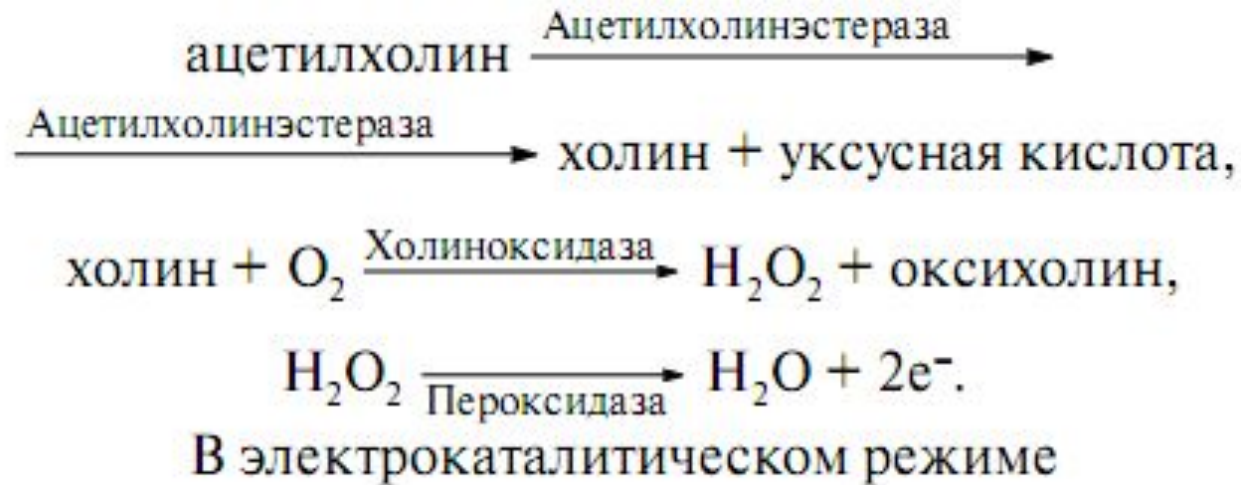 ацетилхолин Ацетилхолинэстераза →
Ацетилхолинэстераза → холин + уксусная кислота,
холин + O₂ Холиноксидаза → H₂O₂ + оксихолин,
H₂O₂ Пероксидаза → H₂O + 2e⁻.
В электрокаталитическом режиме